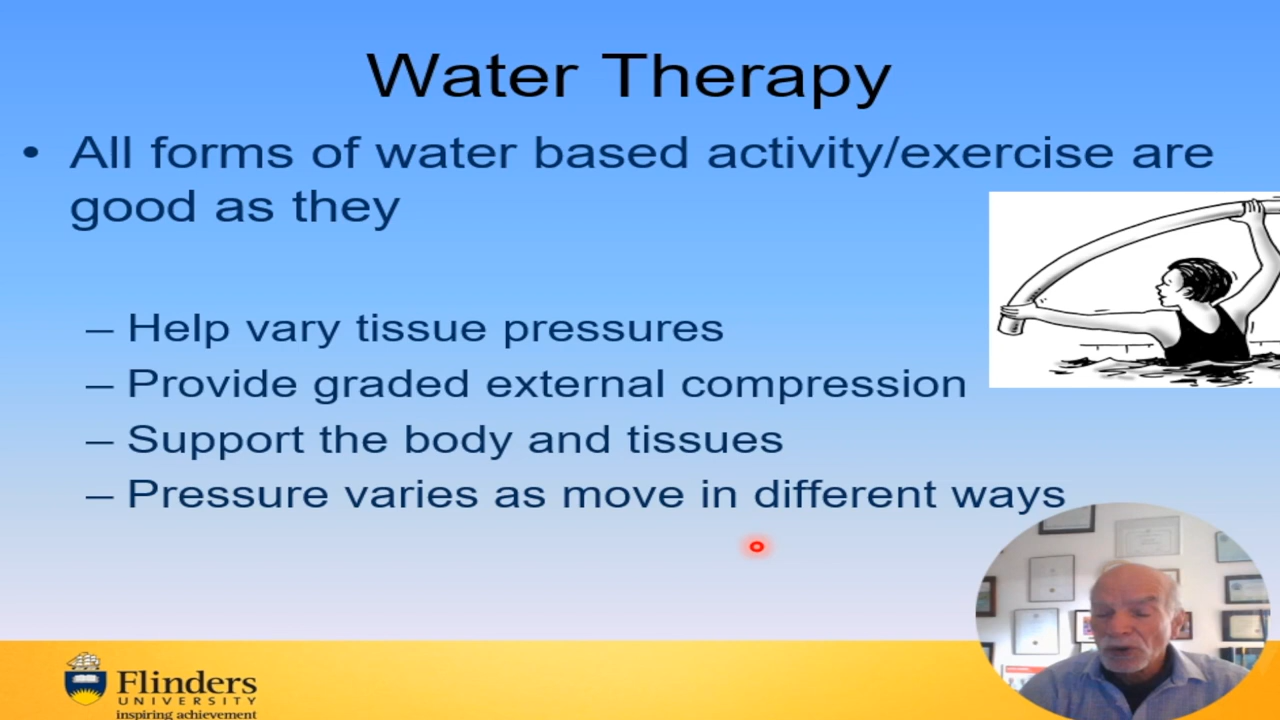 Water Therapy
• All forms of water based activity/exercise are
good as they
– Help vary tissue pressures
– Provide graded external compression
– Support the body and tissues
– Pressure varies as move in different ways
Flinders
UNIVERSITY
inspiring achievement